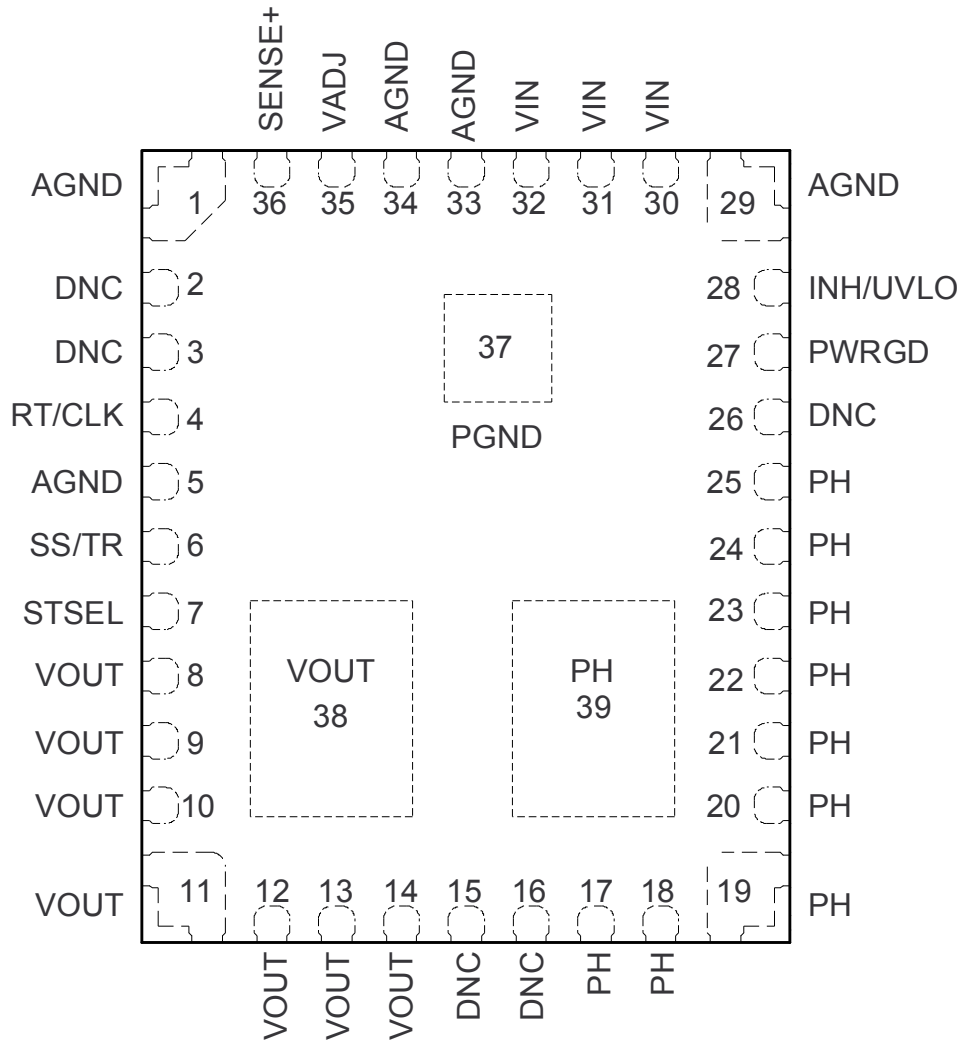 SENSE+
VADJ
AGND
AGND
VIN
VIN
VIN
AGND
1
36
35
34
33
32
31
30
29
AGND
DNC
2
28
INH/UVLO
DNC
3
37
27
PWRGD
RT/CLK
4
PGND
26
DNC
AGND
5
25
PH
SS/TR
6
24
PH
STSEL
7
23
PH
VOUT
8
VOUT
38
PH
39
22
PH
VOUT
9
21
PH
VOUT
10
20
PH
VOUT
11
12
13
14
15
16
17
18
19
PH
VOUT
VOUT
VOUT
DNC
DNC
PH
PH